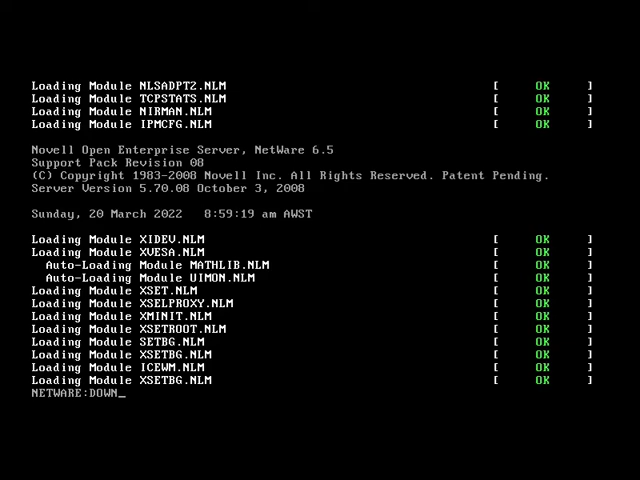 Loading Module NLSADPT2.NLM [ OK ]
Loading Module TCPSTATS.NLM [ OK ]
Loading Module NIRMAN.NLM [ OK ]
Loading Module IPMCFG.NLM [ OK ]
Novell Open Enterprise Server, NetWare 6.5
Support Pack Revision 08
(C) Copyright 1983-2008 Novell Inc. All Rights Reserved. Patent Pending.
Server Version 5.70.08 October 3, 2008
Sunday, 20 March 2022 8:59:19 am AWST
Loading Module XIDEV.NLM [ OK ]
Loading Module XVESA.NLM [ OK ]
Auto-Loading Module MATHLIB.NLM [ OK ]
Auto-Loading Module UIMON.NLM [ OK ]
Loading Module XSET.NLM [ OK ]
Loading Module XSELPROXY.NLM [ OK ]
Loading Module XMINIT.NLM [ OK ]
Loading Module XSETROOT.NLM [ OK ]
Loading Module SETBG.NLM [ OK ]
Loading Module XSETBG.NLM [ OK ]
Loading Module ICEWM.NLM [ OK ]
Loading Module XSETBG.NLM [ OK ]
NETWARE:DOWN_